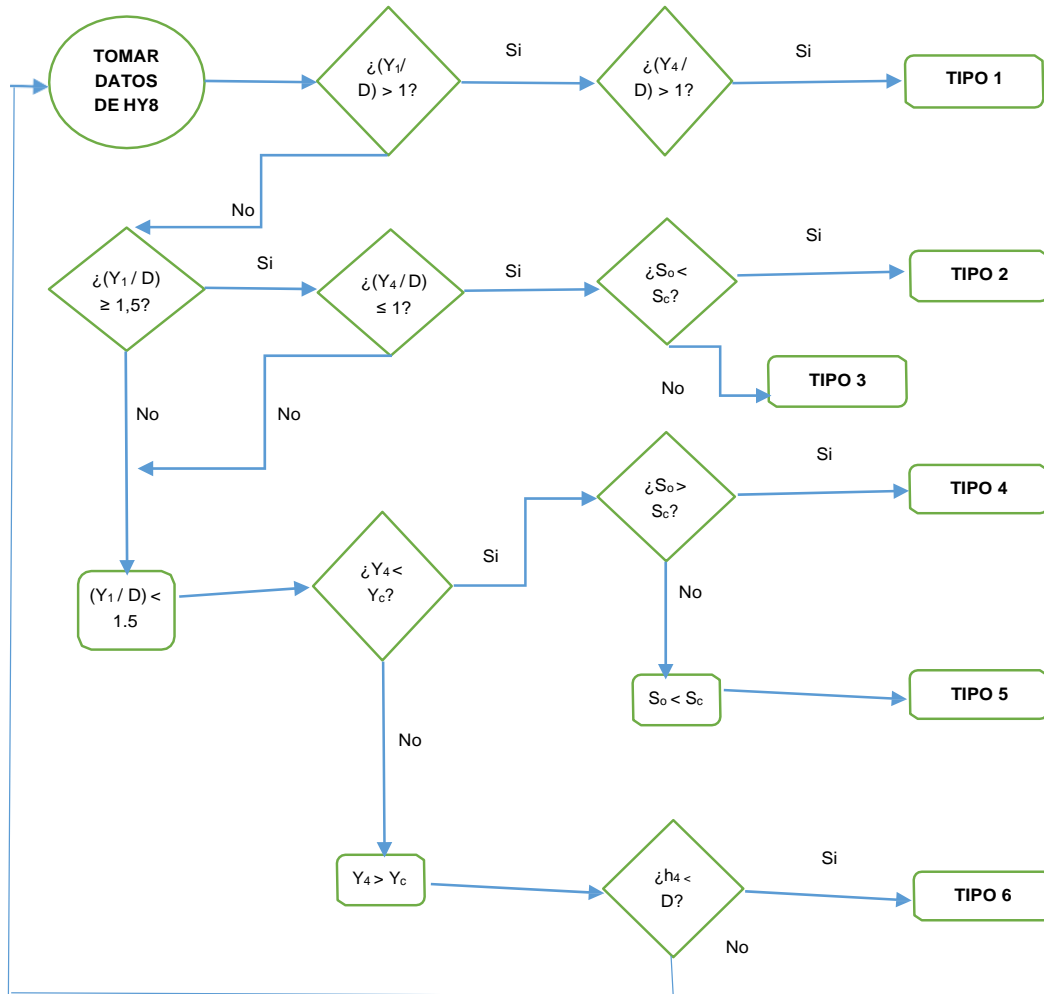 TOMAR
DATOS
DE HY8
¿(Y₁/
D) > 1?
Si
¿(Y₄ /
D) > 1?
Si
TIPO 1
No
¿(Y₁ / D)
≥ 1,5?
Si
¿(Y₄ / D)
≤ 1?
Si
¿Sₒ <
S꜀?
Si
TIPO 2
No
TIPO 3
No
No
¿Sₒ >
S꜀?
Si
TIPO 4
(Y₁ / D) <
1.5
¿Y₄ <
Y꜀?
Si
No
Sₒ < S꜀
TIPO 5
No
Y₄ > Y꜀
¿h₄ <
D?
Si
TIPO 6
No